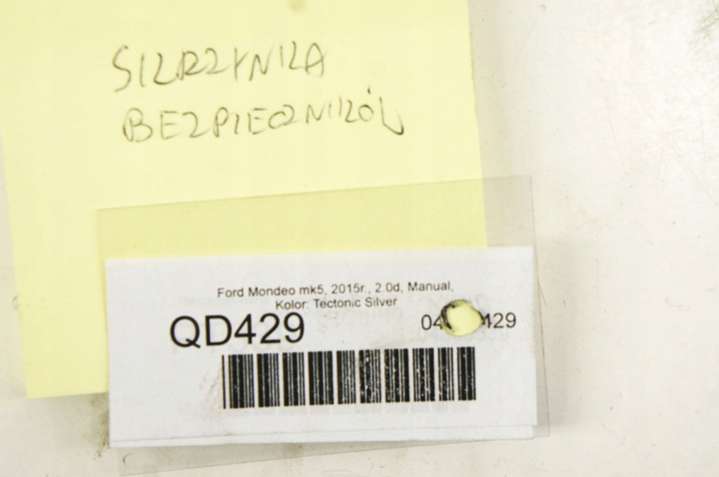 SKRZYNKA
BEZPIECZNIKÓW
Ford Mondeo mk5, 2015r., 2.0d, Manual,
Kolor: Tectonic Silver
QD429